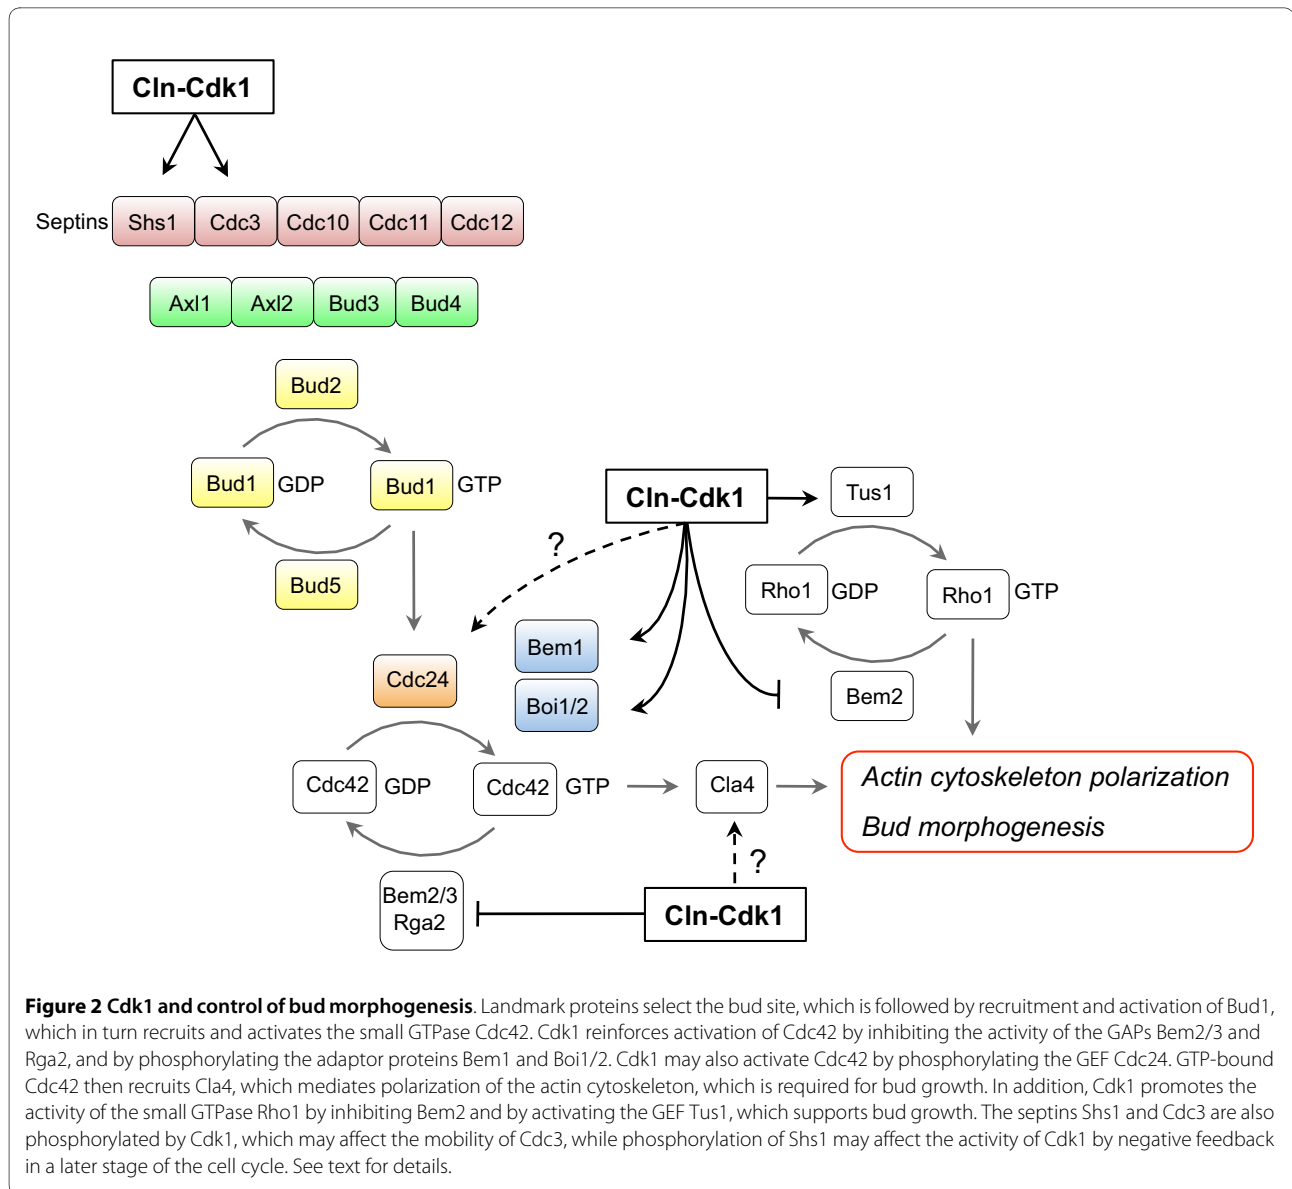 Cln-Cdk1
Septins Shs1 Cdc3 Cdc10 Cdc11 Cdc12
Axl1 Axl2 Bud3 Bud4
Bud2
Bud1 GDP Bud1 GTP
Bud5
Cln-Cdk1 Tus1
?
Rho1 GDP Rho1 GTP
Bem1
Cdc24 Boi1/2 Bem2
Cdc42 GDP Cdc42 GTP Cla4
Actin cytoskeleton polarization
Bud morphogenesis
?
Bem2/3
Rga2
Cln-Cdk1
Figure 2 Cdk1 and control of bud morphogenesis. Landmark proteins select the bud site, which is followed by recruitment and activation of Bud1,
which in turn recruits and activates the small GTPase Cdc42. Cdk1 reinforces activation of Cdc42 by inhibiting the activity of the GAPs Bem2/3 and
Rga2, and by phosphorylating the adaptor proteins Bem1 and Boi1/2. Cdk1 may also activate Cdc42 by phosphorylating the GEF Cdc24. GTP-bound
Cdc42 then recruits Cla4, which mediates polarization of the actin cytoskeleton, which is required for bud growth. In addition, Cdk1 promotes the
activity of the small GTPase Rho1 by inhibiting Bem2 and by activating the GEF Tus1, which supports bud growth. The septins Shs1 and Cdc3 are also
phosphorylated by Cdk1, which may affect the mobility of Cdc3, while phosphorylation of Shs1 may affect the activity of Cdk1 by negative feedback
in a later stage of the cell cycle. See text for details.